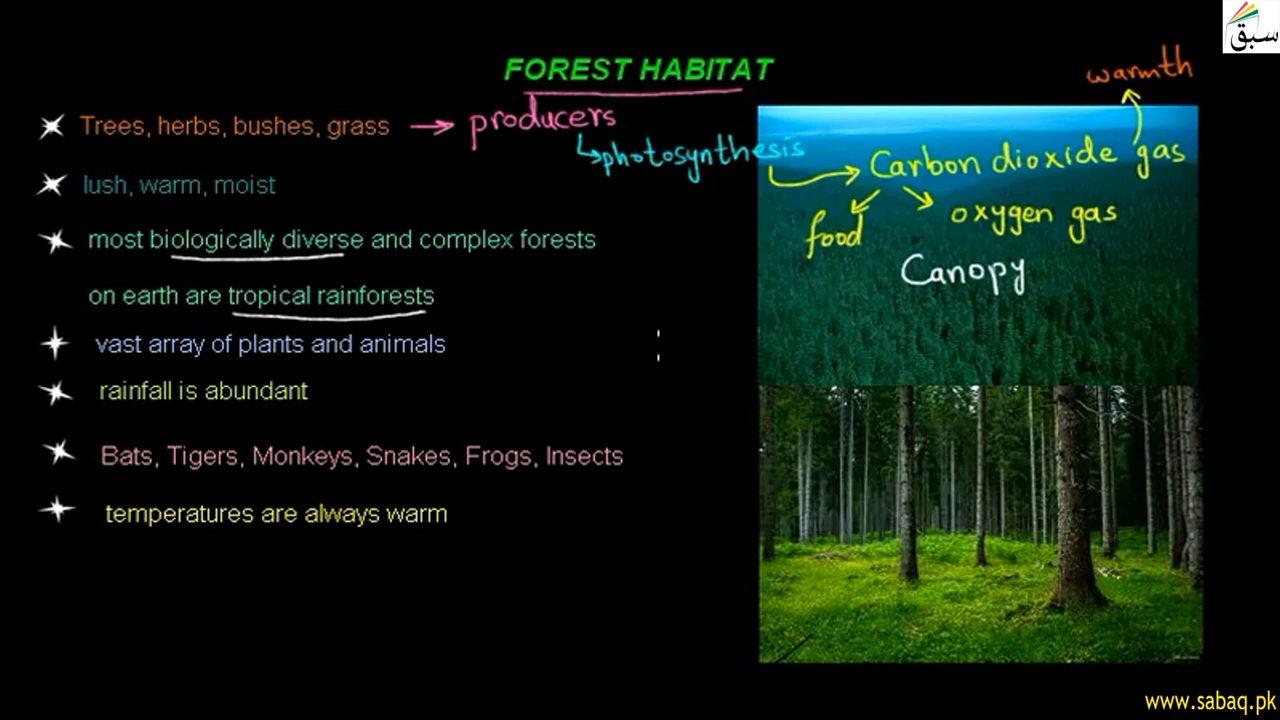 سبق
FOREST HABITAT
warmth
Trees, herbs, bushes, grass → producers
photosynthesis
Carbon dioxide gas
food
oxygen gas
Canopy
lush, warm, moist
most biologically diverse and complex forests
on earth are tropical rainforests
vast array of plants and animals
rainfall is abundant
Bats, Tigers, Monkeys, Snakes, Frogs, Insects
temperatures are always warm
www.sabaq.pk